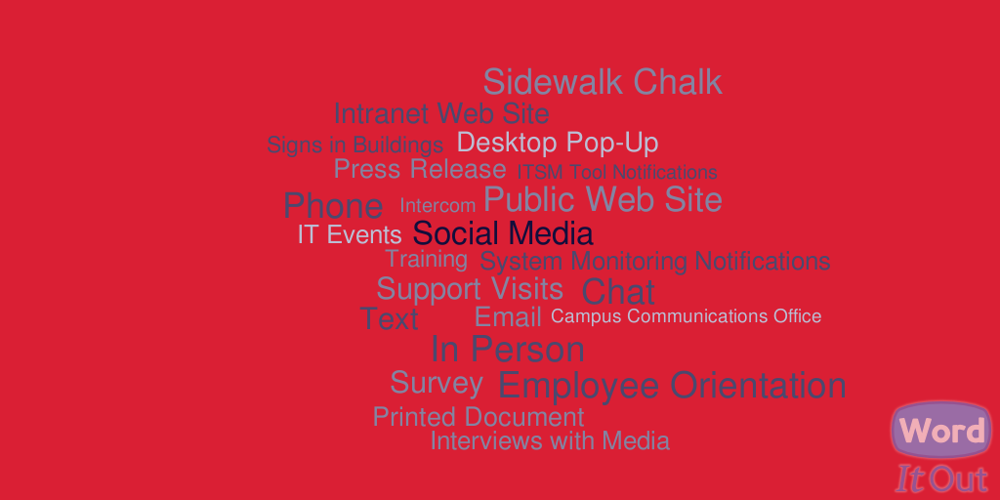 Sidewalk Chalk
Intranet Web Site
Signs in Buildings Desktop Pop-Up
Press Release ITSM Tool Notifications
Phone Intercom Public Web Site
IT Events Social Media
Training System Monitoring Notifications
Support Visits Chat
Text Email Campus Communications Office
In Person
Survey Employee Orientation
Printed Document
Interviews with Media
Word
It Out